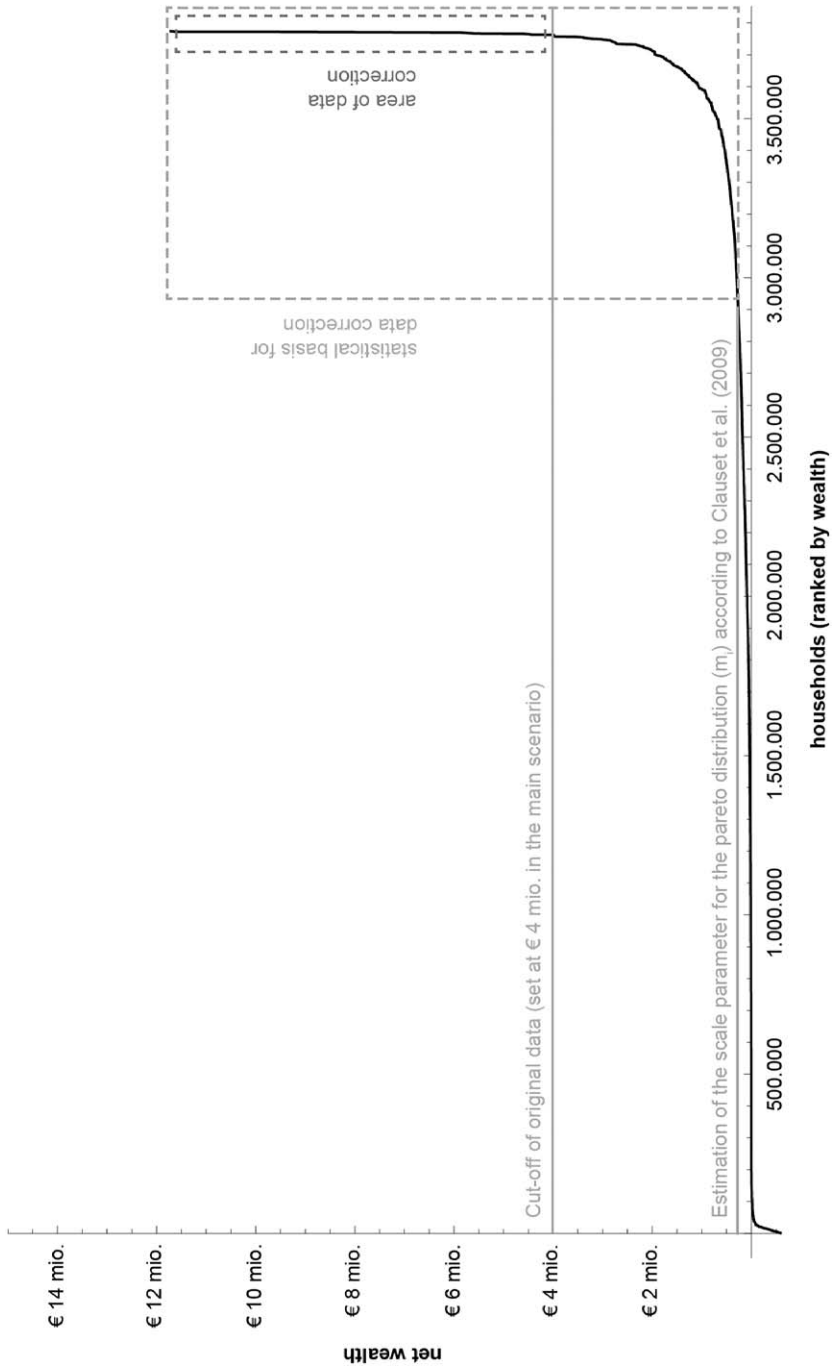 € 14 mio.
€ 12 mio.
€ 10 mio.
€ 8 mio.
€ 6 mio.
€ 4 mio.
€ 2 mio.
net wealth
area of data
correction
statistical basis for
data correction
Cut-off of original data (set at € 4 mio. in the main scenario)
Estimation of the scale parameter for the pareto distribution (mᵢ) according to Clauset et al. (2009)
500.000
1.000.000
1.500.000
2.000.000
2.500.000
3.000.000
3.500.000
households (ranked by wealth)